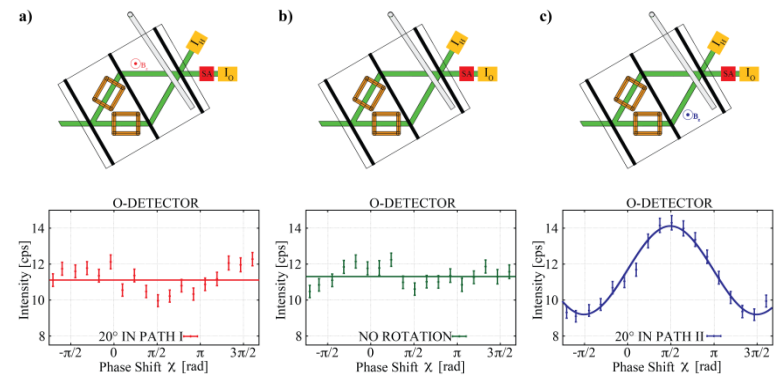 a)
I_H
B_z
SA
I_O
O-DETECTOR
Intensity [cps]
14
12
10
8
20° IN PATH I
-π/2 0 π/2 π 3π/2
Phase Shift χ [rad]
b)
I_H
SA
I_O
O-DETECTOR
Intensity [cps]
14
12
10
8
NO ROTATION
-π/2 0 π/2 π 3π/2
Phase Shift χ [rad]
c)
I_H
SA
I_O
B_z
O-DETECTOR
Intensity [cps]
14
12
10
8
20° IN PATH II
-π/2 0 π/2 π 3π/2
Phase Shift χ [rad]